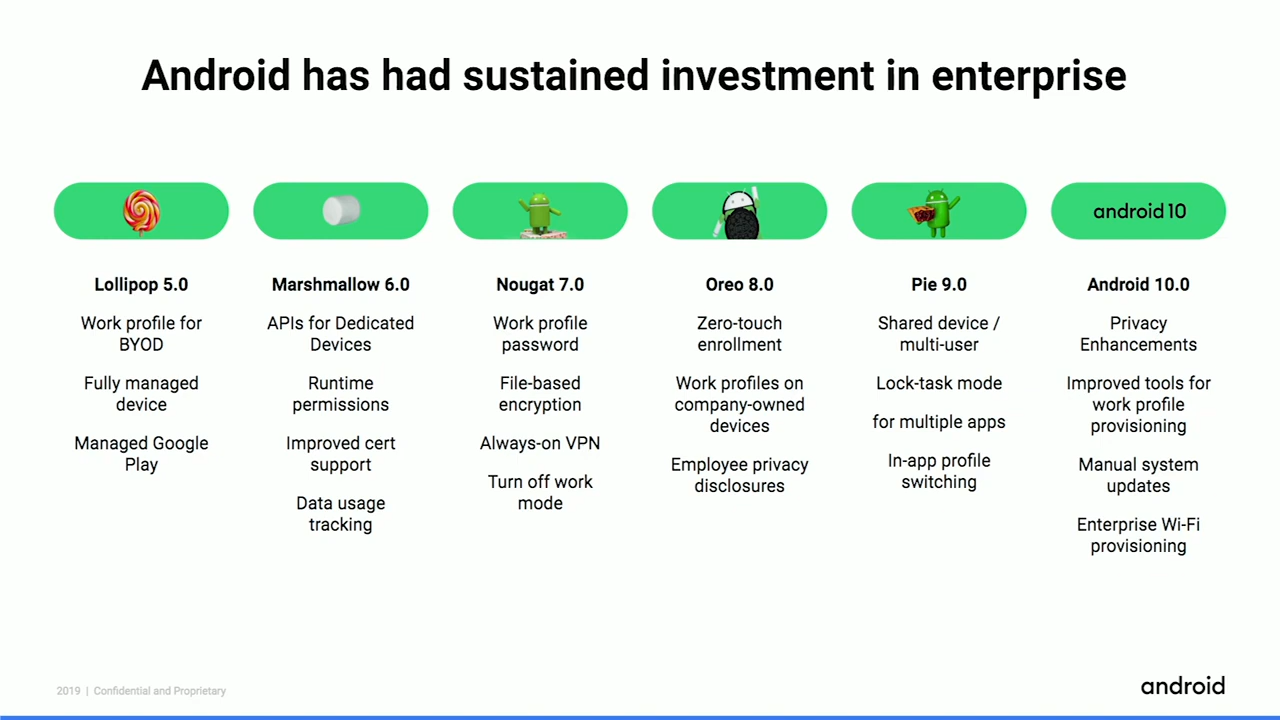 Android has had sustained investment in enterprise
android 10
Lollipop 5.0
Work profile for
BYOD
Fully managed
device
Managed Google
Play
Marshmallow 6.0
APIs for Dedicated
Devices
Runtime
permissions
Improved cert
support
Data usage
tracking
Nougat 7.0
Work profile
password
File-based
encryption
Always-on VPN
Turn off work
mode
Oreo 8.0
Zero-touch
enrollment
Work profiles on
company-owned
devices
Employee privacy
disclosures
Pie 9.0
Shared device /
multi-user
Lock-task mode
for multiple apps
In-app profile
switching
Android 10.0
Privacy
Enhancements
Improved tools for
work profile
provisioning
Manual system
updates
Enterprise Wi-Fi
provisioning
2019 | Confidential and Proprietary
android